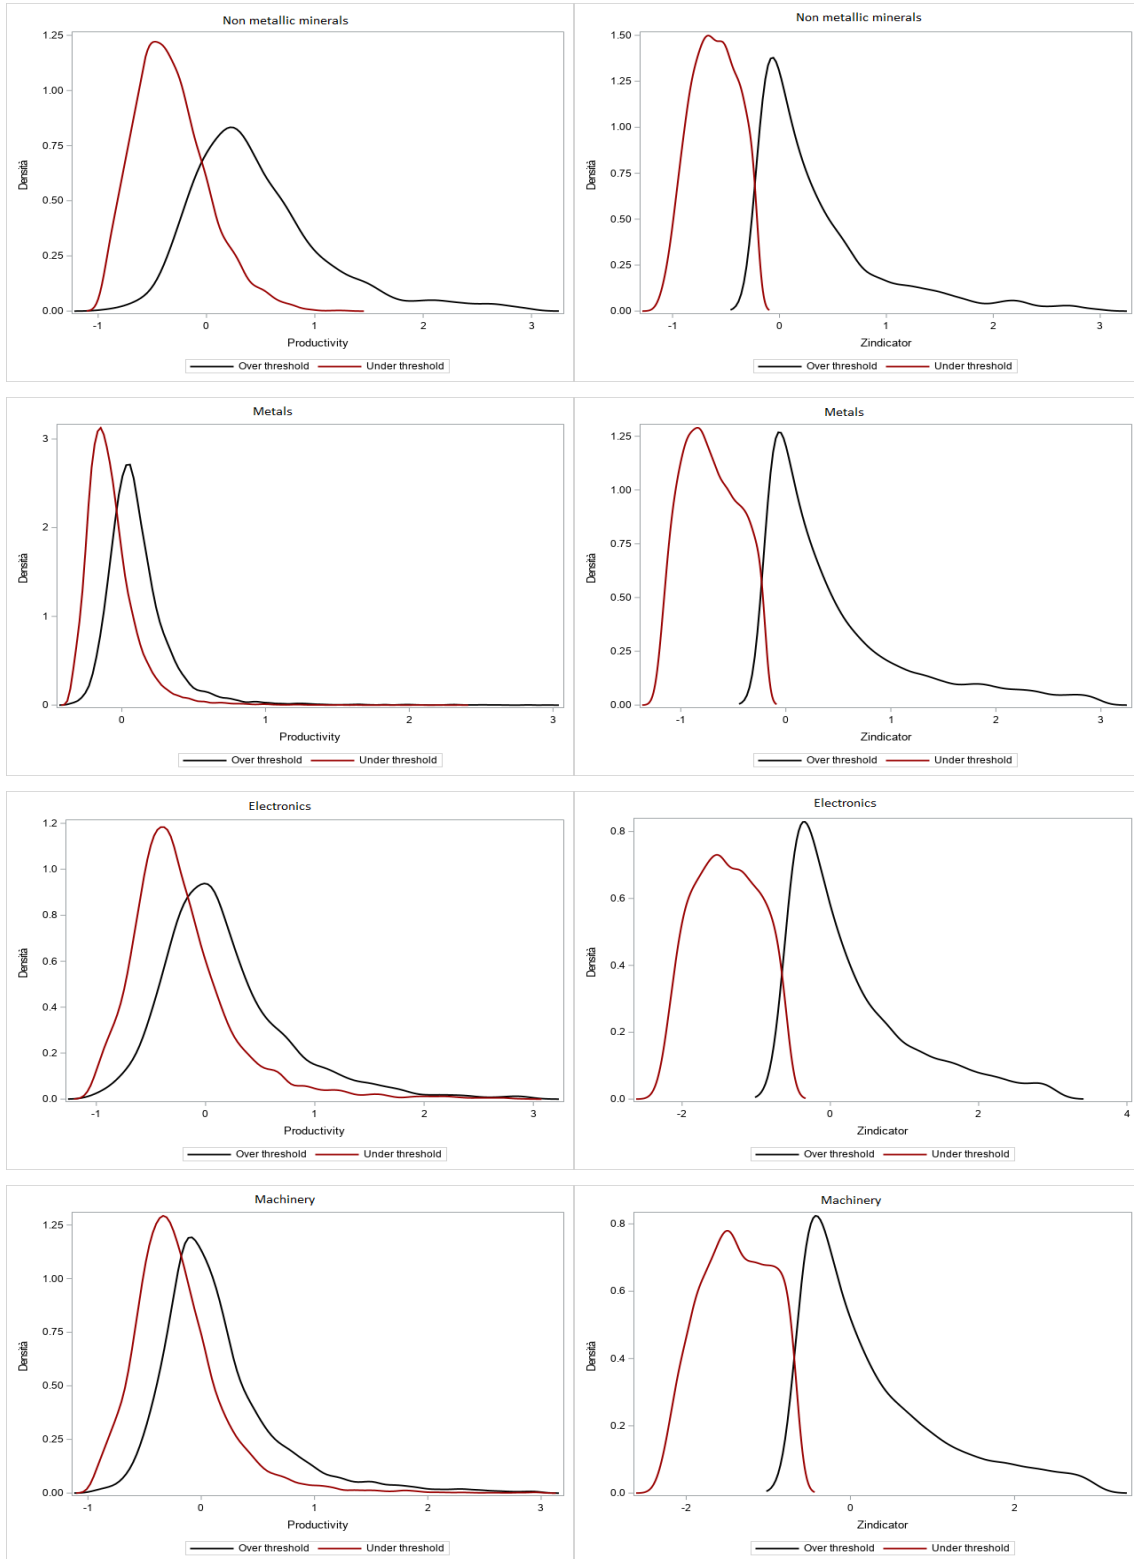 Non metallic minerals
1.25
1.00
0.75
0.50
0.25
0.00
Densità
-1 0 1 2 3
Productivity
Over threshold Under threshold
Non metallic minerals
1.50
1.25
1.00
0.75
0.50
0.25
0.00
Densità
-1 0 1 2 3
Zindicator
Over threshold Under threshold
Metals
3
2
1
0
Densità
0 1 2 3
Productivity
Over threshold Under threshold
Metals
1.25
1.00
0.75
0.50
0.25
0.00
Densità
-1 0 1 2 3
Zindicator
Over threshold Under threshold
Electronics
1.2
1.0
0.8
0.6
0.4
0.2
0.0
Densità
-1 0 1 2 3
Productivity
Over threshold Under threshold
Electronics
0.8
0.6
0.4
0.2
0.0
Densità
-2 0 2 4
Zindicator
Over threshold Under threshold
Machinery
1.25
1.00
0.75
0.50
0.25
0.00
Densità
-1 0 1 2 3
Productivity
Over threshold Under threshold
Machinery
0.8
0.6
0.4
0.2
0.0
Densità
-2 0 2
Zindicator
Over threshold Under threshold